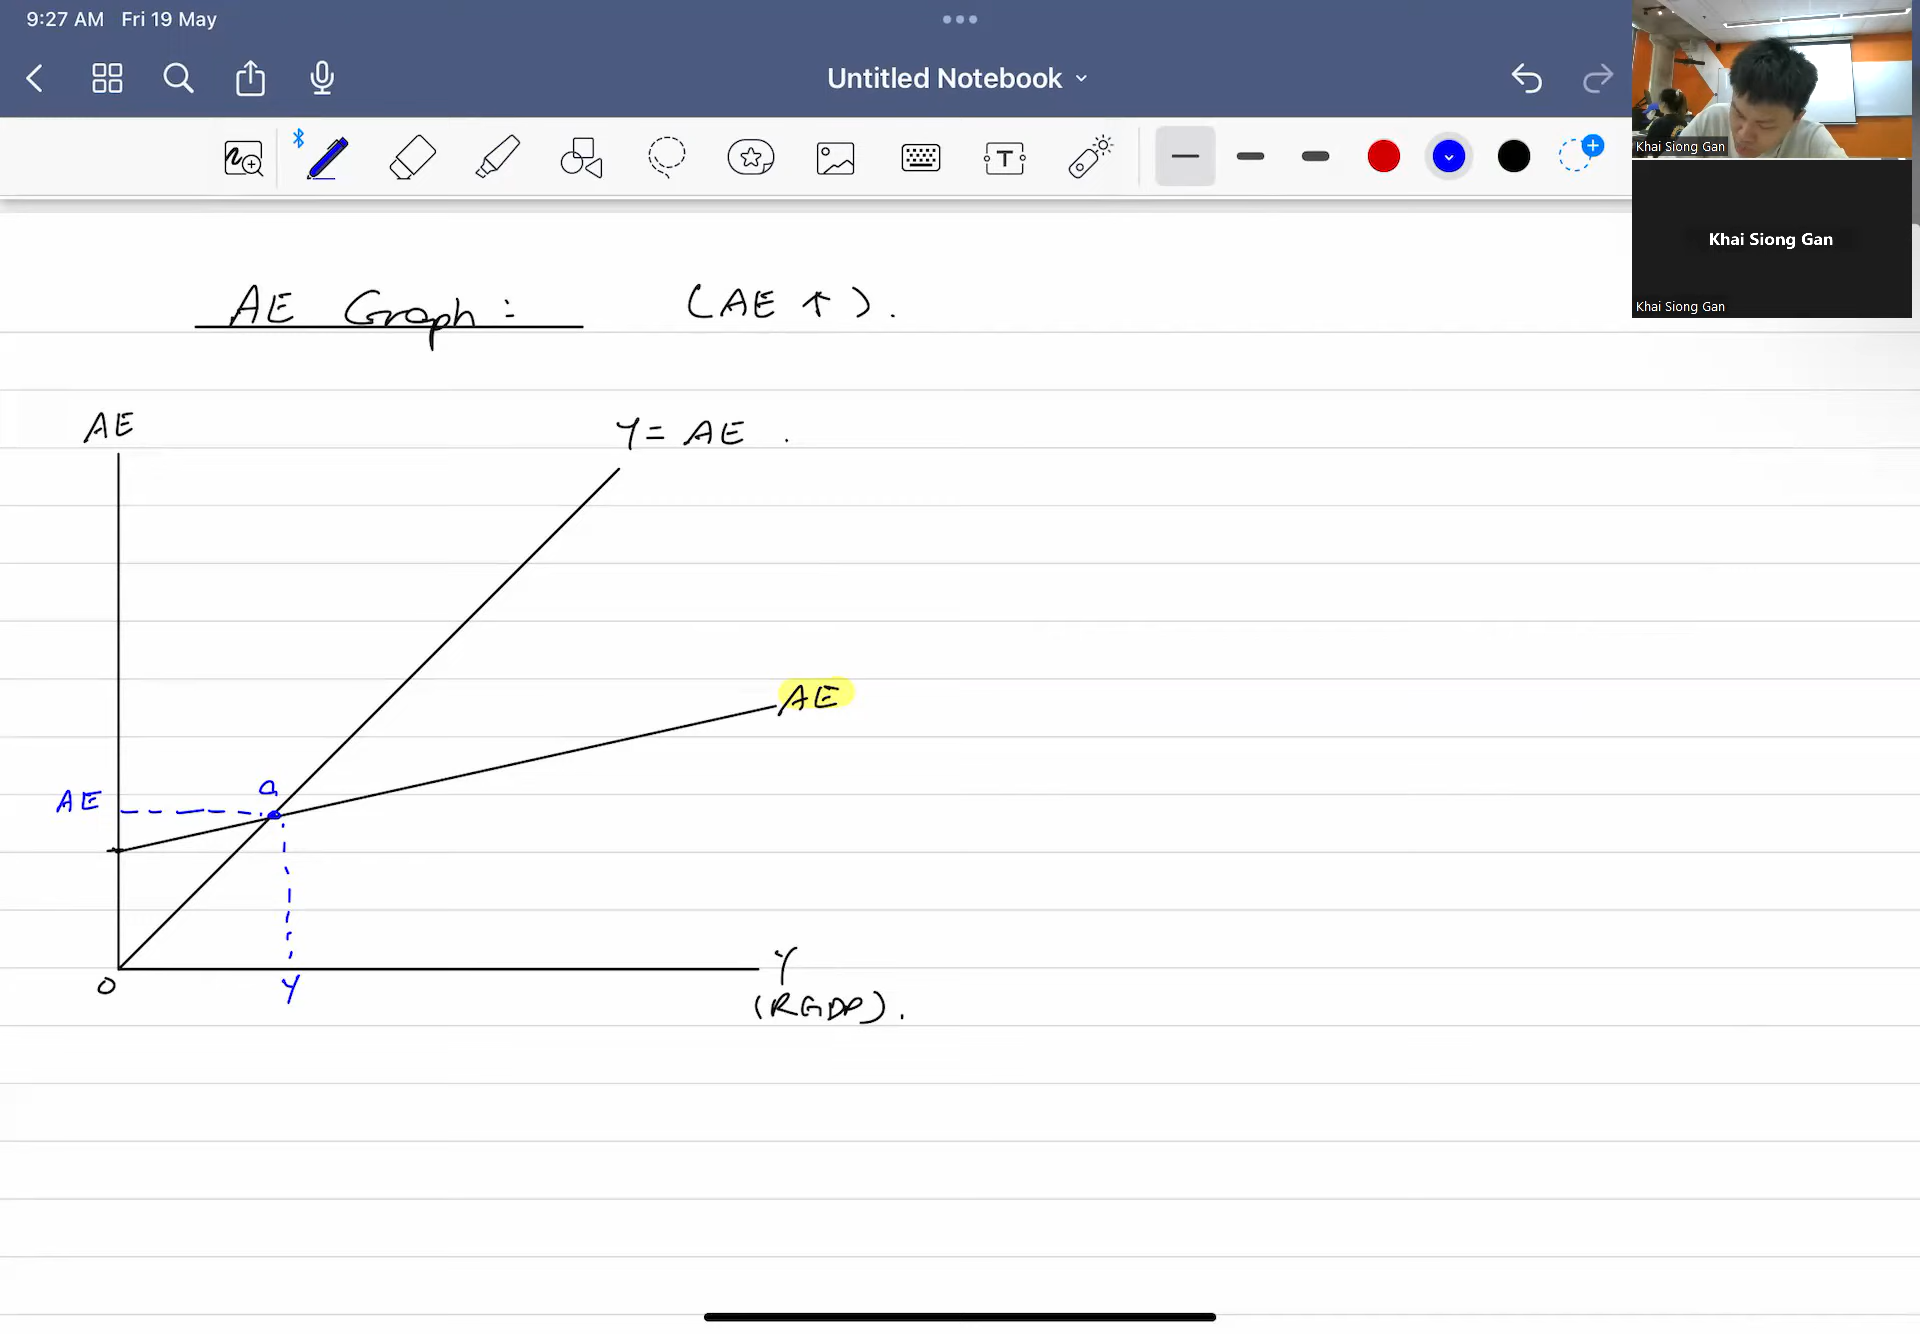 9:27 AM Fri 19 May
Untitled Notebook
T
Khai Siong Gan
Khai Siong Gan
Khai Siong Gan
AE Graph : (AE ↑).
AE
Y = AE .
AE
a
AE
O
Y
Y
(RGDP).